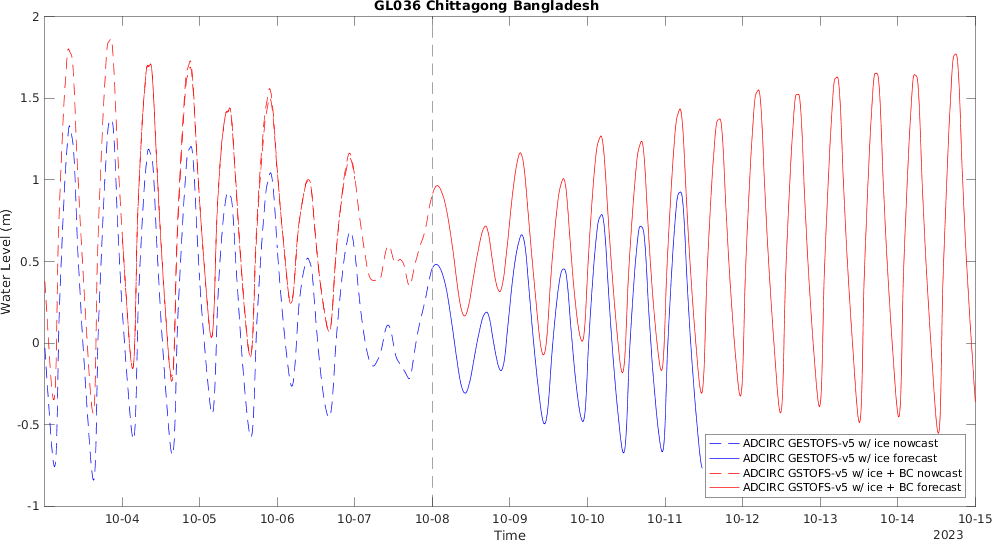 GL036 Chittagong Bangladesh
2
1.5
1
0.5
0
-0.5
-1
Water Level (m)
ADCIRC GESTOFS-v5 w/ ice nowcast
ADCIRC GESTOFS-v5 w/ ice forecast
ADCIRC GSTOFS-v5 w/ ice + BC nowcast
ADCIRC GSTOFS-v5 w/ ice + BC forecast
10-04 10-05 10-06 10-07 10-08 10-09 10-10 10-11 10-12 10-13 10-14 10-15
Time
2023